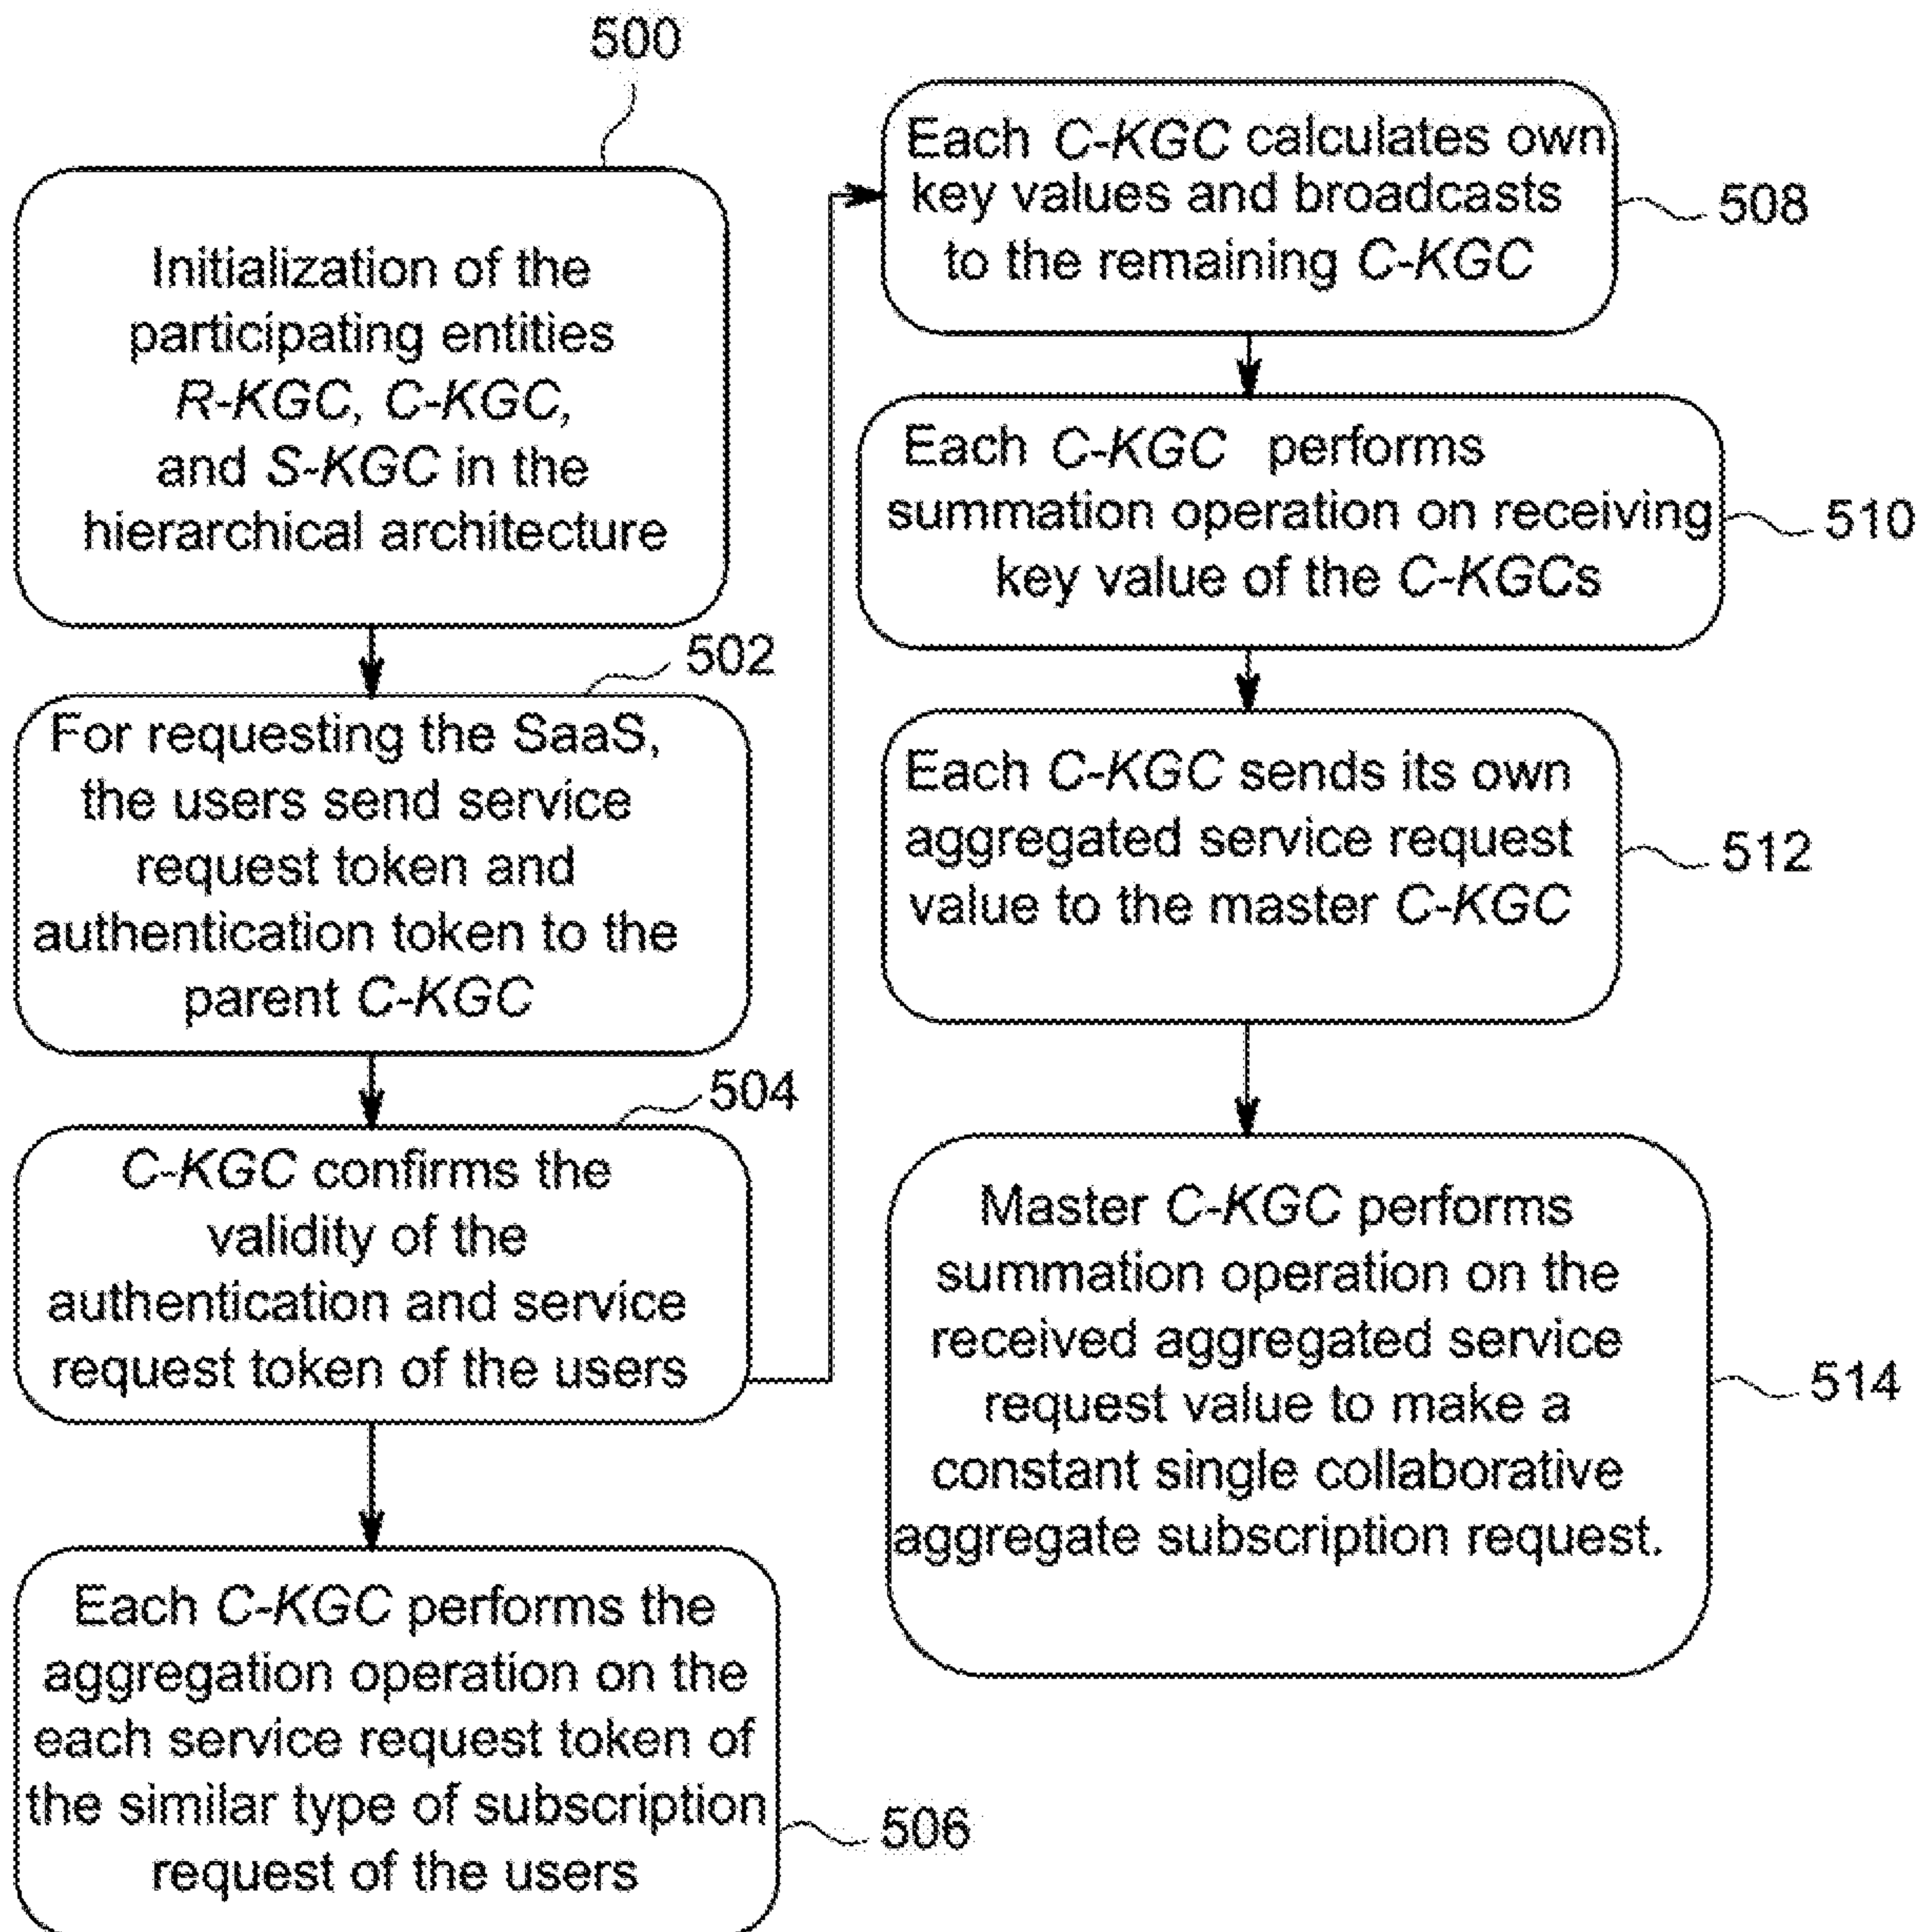 500
Initialization of the
participating entities
R-KGC, C-KGC,
and S-KGC in the
hierarchical architecture
502
For requesting the SaaS,
the users send service
request token and
authentication token to the
parent C-KGC
504
C-KGC confirms the
validity of the
authentication and service
request token of the users
Each C-KGC performs the
aggregation operation on the
each service request token of
the similar type of subscription
request of the users
506
Each C-KGC calculates own
key values and broadcasts
to the remaining C-KGC
508
Each C-KGC performs
summation operation on receiving
key value of the C-KGCs
510
Each C-KGC sends its own
aggregated service request
value to the master C-KGC
512
Master C-KGC performs
summation operation on the
received aggregated service
request value to make a
constant single collaborative
aggregate subscription request.
514